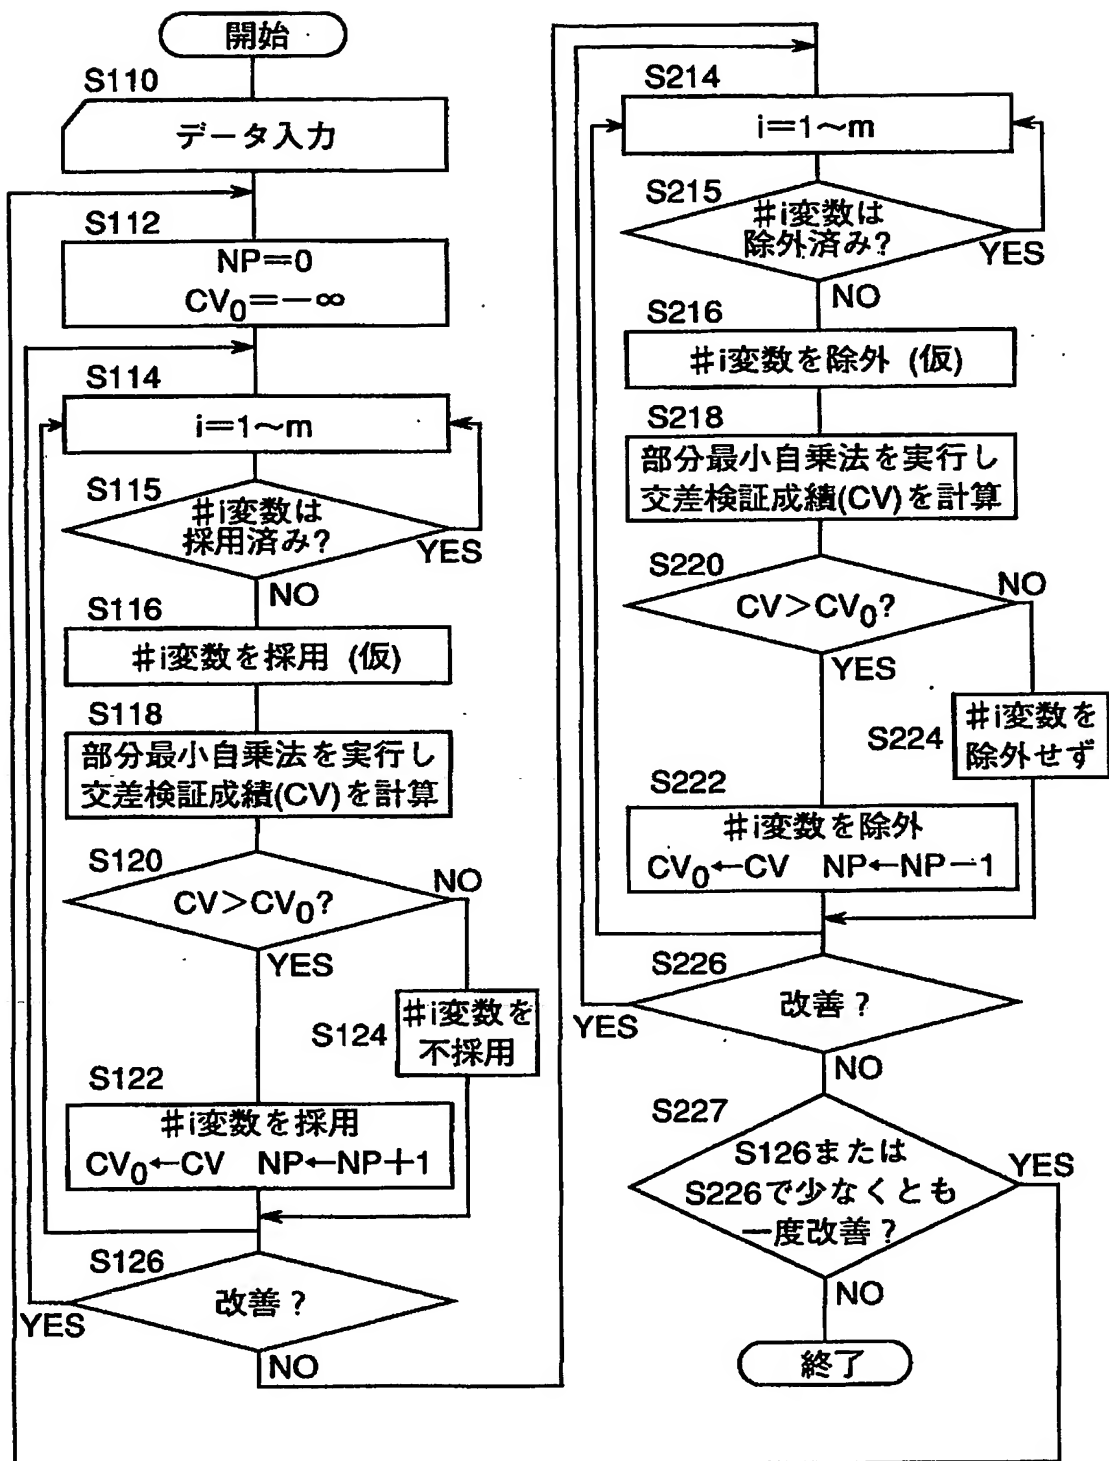 開始
S110
データ入力
S112
NP=0
CV₀=-∞
S114
i=1~m
S115
#i変数は
採用済み?
YES
NO
S116
#i変数を採用 (仮)
S118
部分最小自乗法を実行し
交差検証成績(CV)を計算
S120
CV>CV₀?
NO
YES
S124
#i変数を
不採用
S122
#i変数を採用
CV₀←CV NP←NP+1
S126
改善?
YES
NO
S214
i=1~m
S215
#i変数は
除外済み?
YES
NO
S216
#i変数を除外 (仮)
S218
部分最小自乗法を実行し
交差検証成績(CV)を計算
S220
CV>CV₀?
NO
YES
S224
#i変数を
除外せず
S222
#i変数を除外
CV₀←CV NP←NP-1
S226
改善?
YES
NO
S227
S126または
S226で少なくとも
一度改善?
YES
NO
終了